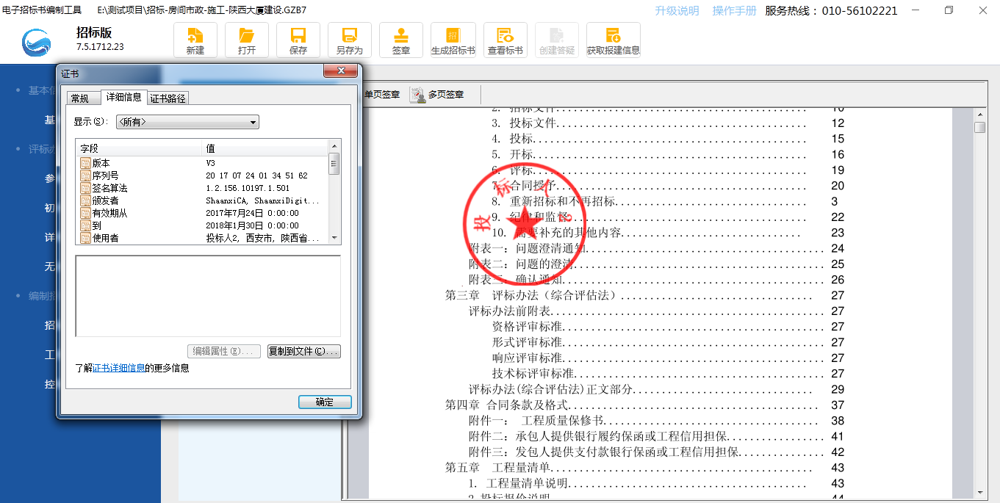 电子招标书编制工具 E:\测试项目\招标-房间市政-施工-陕西大厦建设.GZB7 升级说明 操作手册 服务热线：010-56102221
招标版
7.5.1712.23
新建 打开 保存 另存为 签章 生成招标书 查看标书 创建答疑 获取报建信息
基本信
基
评标办
参
初
详
无
编制招
招
工
控
证书
常规 详细信息 证书路径
显示(S): <所有>
字段 值
版本 V3
序列号 20 17 07 24 01 34 51 62
签名算法 1.2.156.10197.1.501
颁发者 ShaanxiCA, ShaanxiDigit...
有效期从 2017年7月24日 0:00:00
到 2018年1月30日 0:00:00
使用者 投标人2, 西安市, 陕西省...
编辑属性(E)... 复制到文件(C)...
了解证书详细信息的更多信息
确定
单页签章 多页签章
2. 招标文件 10
3. 投标文件 12
4. 投标 15
5. 开标 16
6. 评标 19
7. 合同授予 20
8. 重新招标和不再招标 3
9. 纪律和监督 22
10. 需要补充的其他内容 23
附表一：问题澄清通知 24
附表二：问题的澄清 25
附表三：确认通知 26
投标人2
第三章 评标办法（综合评估法） 27
评标办法前附表 27
资格评审标准 27
形式评审标准 27
响应评审标准 27
技术标评审标准 27
评标办法(综合评估法)正文部分 29
第四章 合同条款及格式 37
附件一： 工程质量保修书 38
附件二：承包人提供银行履约保函或工程信用担保 41
附件三：发包人提供支付款银行保函或工程信用担保 42
第五章 工程量清单 43
1. 工程量清单说明 43
2 投标报价说明 44